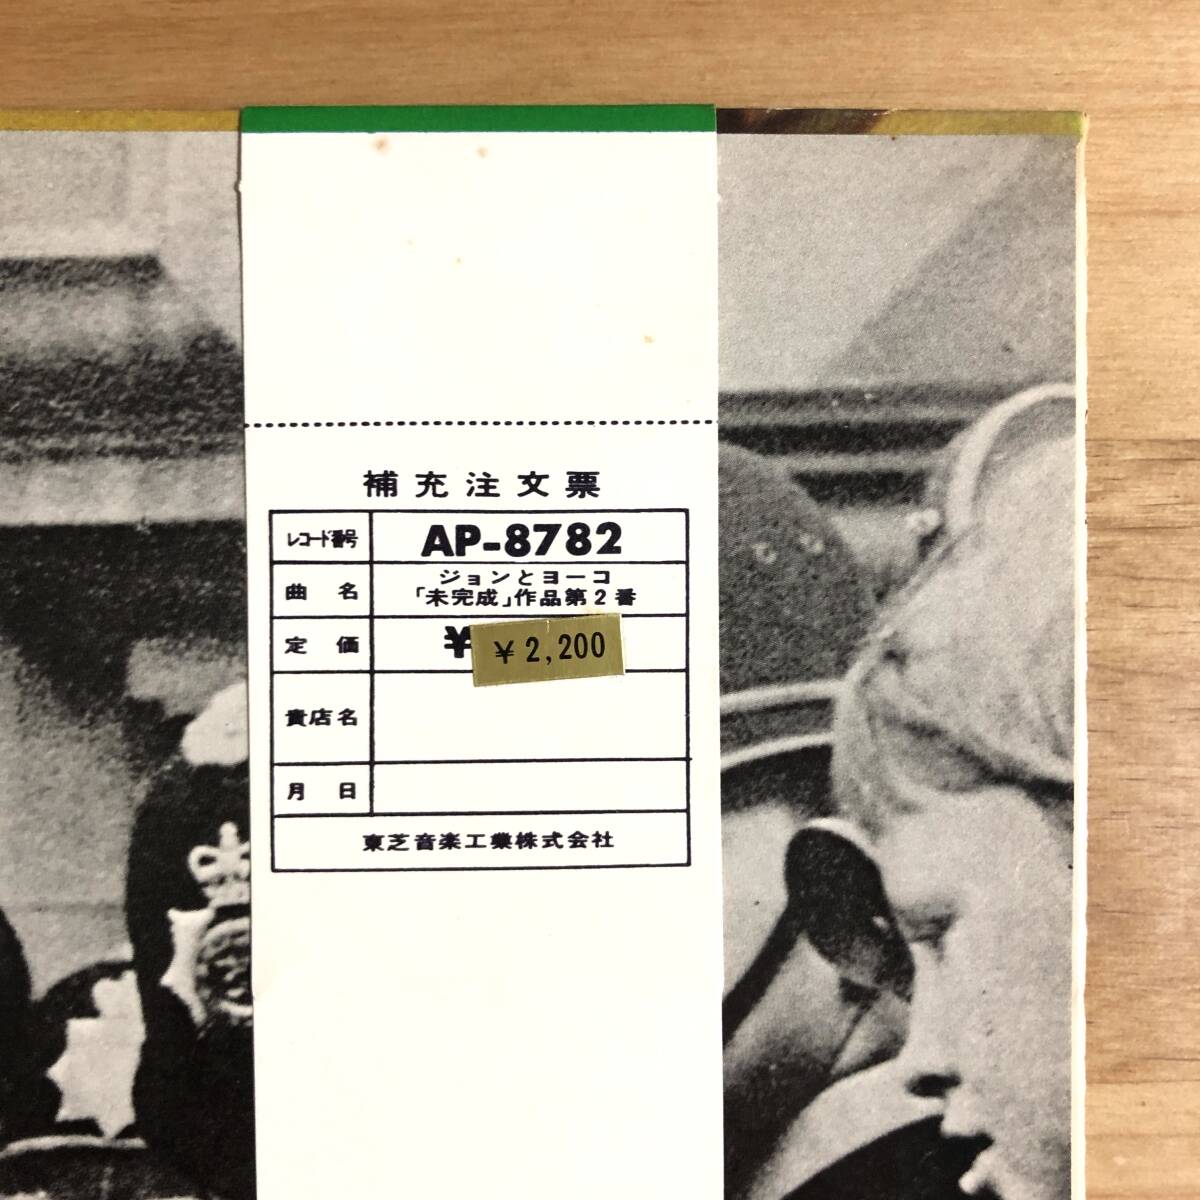 補充注文票
レコード番号 AP-8782
曲名 ジョンとヨーコ
「未完成」作品第2番
定価 ¥ ¥2,200
貴店名
月日
東芝音楽工業株式会社